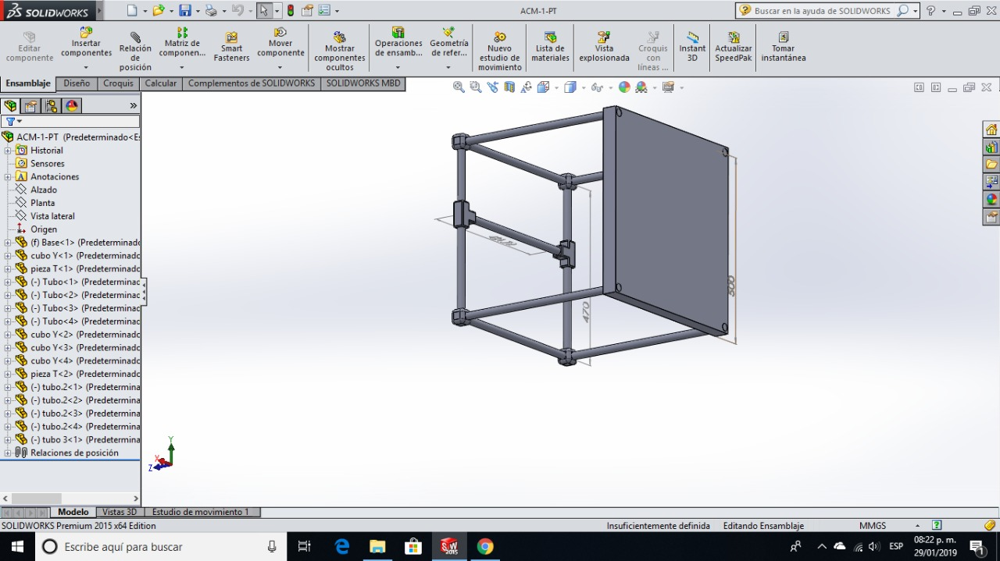 SOLIDWORKS
ACM-1-PT
Buscar en la ayuda de SOLIDWORKS
Editar componente
Insertar componentes
Relación de posición
Matriz de componen...
Smart Fasteners
Mover componente
Mostrar componentes ocultos
Operaciones de ensamb...
Geometría de refer...
Nuevo estudio de movimiento
Lista de materiales
Vista explosionada
Croquis con líneas ...
Instant 3D
Actualizar SpeedPak
Tomar instantánea
Ensamblaje
Diseño
Croquis
Calcular
Complementos de SOLIDWORKS
SOLIDWORKS MBD
ACM-1-PT (Predeterminado<Es
Historial
Sensores
Anotaciones
Alzado
Planta
Vista lateral
Origen
(f) Base<1> (Predeterminado
cubo Y<1> (Predeterminado
pieza T<1> (Predeterminado
(-) Tubo<1> (Predeterminac
(-) Tubo<2> (Predeterminac
(-) Tubo<3> (Predeterminac
(-) Tubo<4> (Predeterminac
cubo Y<2> (Predeterminado
cubo Y<3> (Predeterminado
cubo Y<4> (Predeterminado
pieza T<2> (Predeterminado
(-) tubo.2<1> (Predetermina
(-) tubo.2<2> (Predetermina
(-) tubo.2<3> (Predetermina
(-) tubo.2<4> (Predetermina
(-) tubo 3<1> (Predetermina
Relaciones de posición
470
500
Y
X
Z
Modelo
Vistas 3D
Estudio de movimiento 1
SOLIDWORKS Premium 2015 x64 Edition
Insuficientemente definida
Editando Ensamblaje
MMGS
Escribe aquí para buscar
SW
2015
ESP
08:22 p. m.
29/01/2019
1